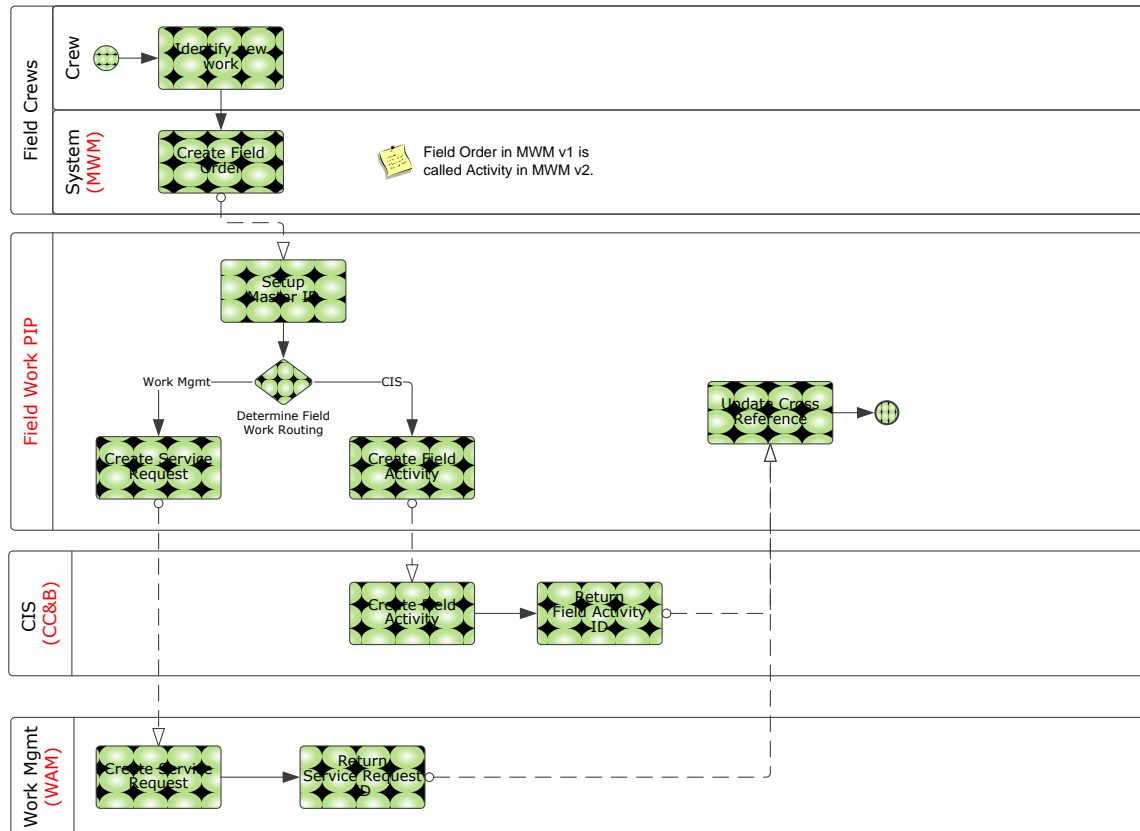 Field Crews
Crew
Identify new
work
System
(MWM)
Create Field
Order
Field Order in MWM v1 is
called Activity in MWM v2.
Field Work PIP
Setup
Master ID
Work Mgmt
CIS
Determine Field
Work Routing
Update Cross
Reference
Create Service
Request
Create Field
Activity
CIS
(CC&B)
Create Field
Activity
Return
Field Activity
ID
Work Mgmt
(WAM)
Create Service
Request
Return
Service Request
ID